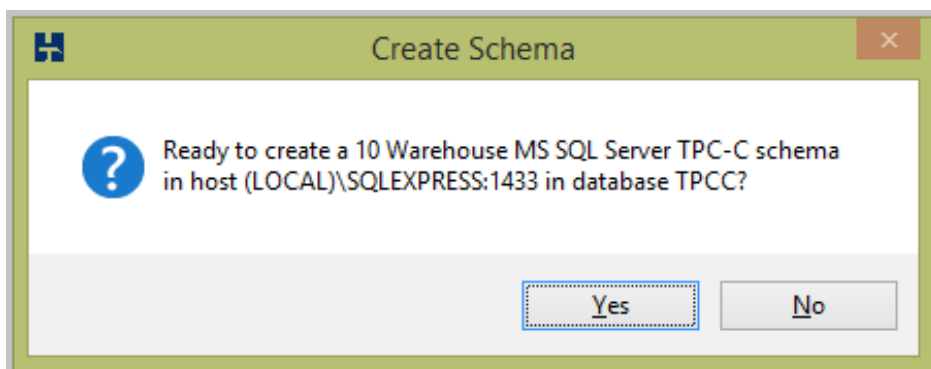 Create Schema
Ready to create a 10 Warehouse MS SQL Server TPC-C schema
in host (LOCAL)\SQLEXPRESS:1433 in database TPCC?
Yes
No